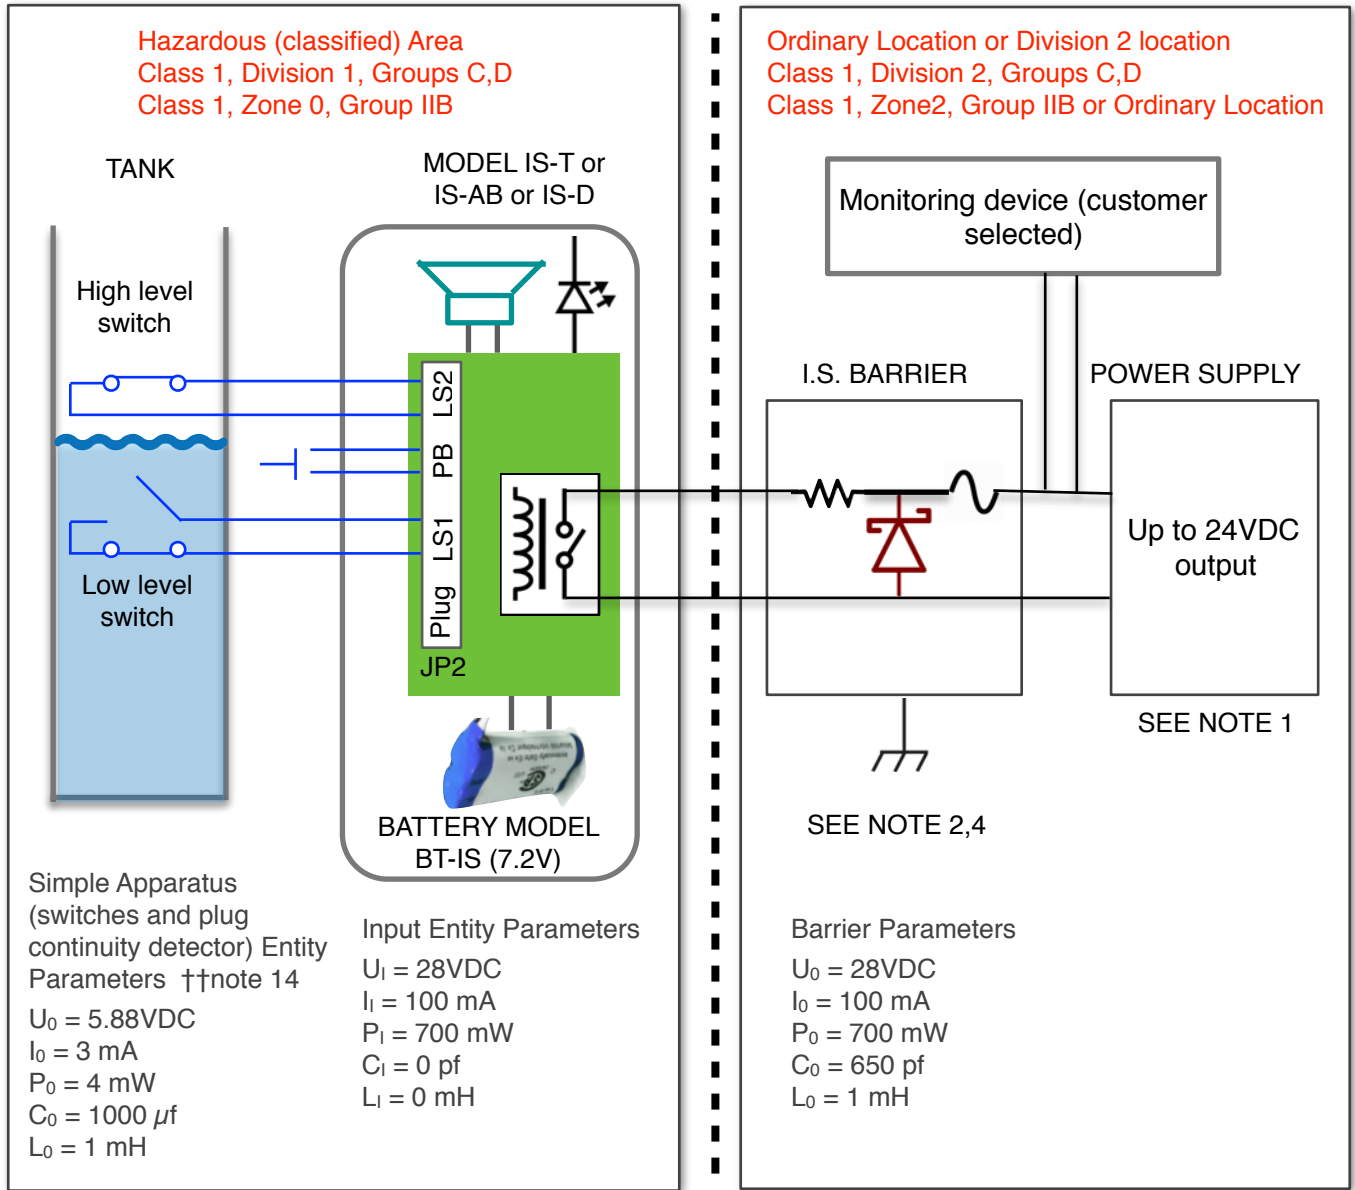 Hazardous (classified) Area
Class 1, Division 1, Groups C,D
Class 1, Zone 0, Group IIB
TANK
MODEL IS-T or
IS-AB or IS-D
High level
switch
LS2
PB
LS1
Plug
JP2
Low level
switch
BATTERY MODEL
BT-IS (7.2V)
Simple Apparatus
(switches and plug
continuity detector) Entity
Parameters ††note 14
U₀ = 5.88VDC
I₀ = 3 mA
P₀ = 4 mW
C₀ = 1000 µf
L₀ = 1 mH
Input Entity Parameters
Uᵢ = 28VDC
Iᵢ = 100 mA
Pᵢ = 700 mW
Cᵢ = 0 pf
Lᵢ = 0 mH
Ordinary Location or Division 2 location
Class 1, Division 2, Groups C,D
Class 1, Zone2, Group IIB or Ordinary Location
Monitoring device (customer
selected)
I.S. BARRIER
POWER SUPPLY
Up to 24VDC
output
SEE NOTE 1
SEE NOTE 2,4
Barrier Parameters
U₀ = 28VDC
I₀ = 100 mA
P₀ = 700 mW
C₀ = 650 pf
L₀ = 1 mH